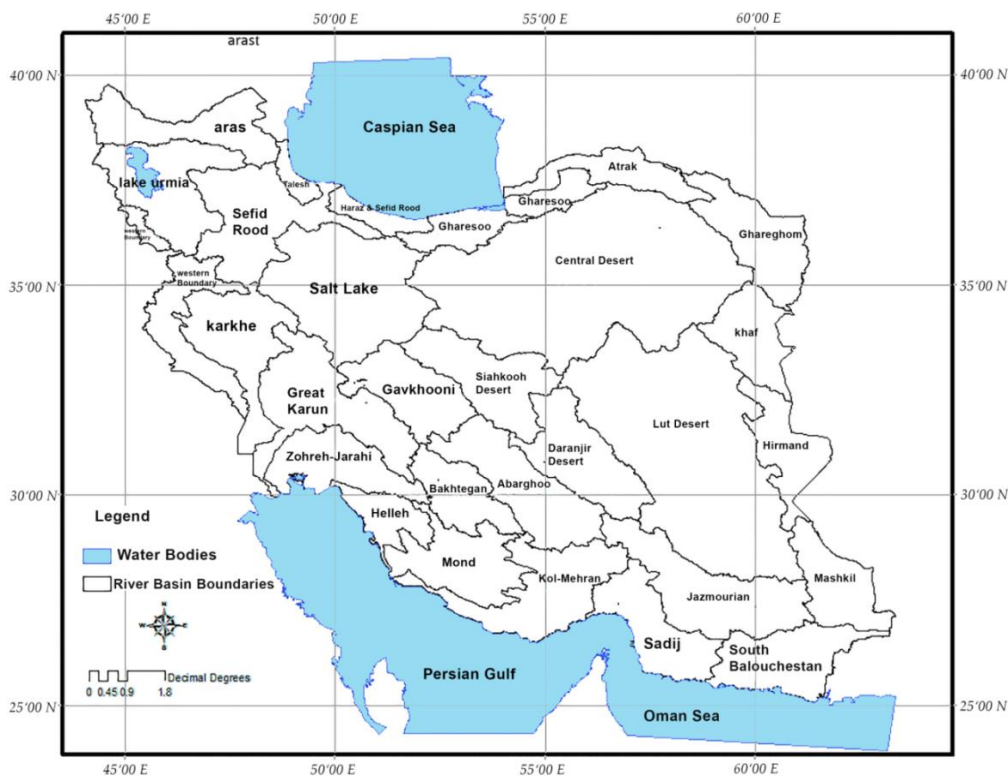 45°00 E 50°00 E 55°00 E 60°00 E
arast
40°00 N 40°00 N
aras
Caspian Sea
lake urmia
Talesh
Atrak
Haraz & Sefid Rood
Gharesoo
Sefid
Rood
Gharesoo
Ghareghom
western
Boundary
Central Desert
western
Boundary
35°00 N 35°00 N
Salt Lake
karkhe
khaf
Siahkooh
Desert
Gavkhooni
Great
Karun
Lut Desert
Hirmand
Daranjir
Desert
Zohreh-Jarahi
Abarghoo
Bakhtegan
30°00 N 30°00 N
Helleh
Legend
Water Bodies
River Basin Boundaries
Mond
Kol-Mehran
Mashkil
Jazmourian
N
W E
S
Sadij
South
Balouchestan
Persian Gulf
Decimal Degrees
0 0.45 0.9 1.8
Oman Sea
25°00 N 25°00 N
45°00 E 50°00 E 55°00 E 60°00 E